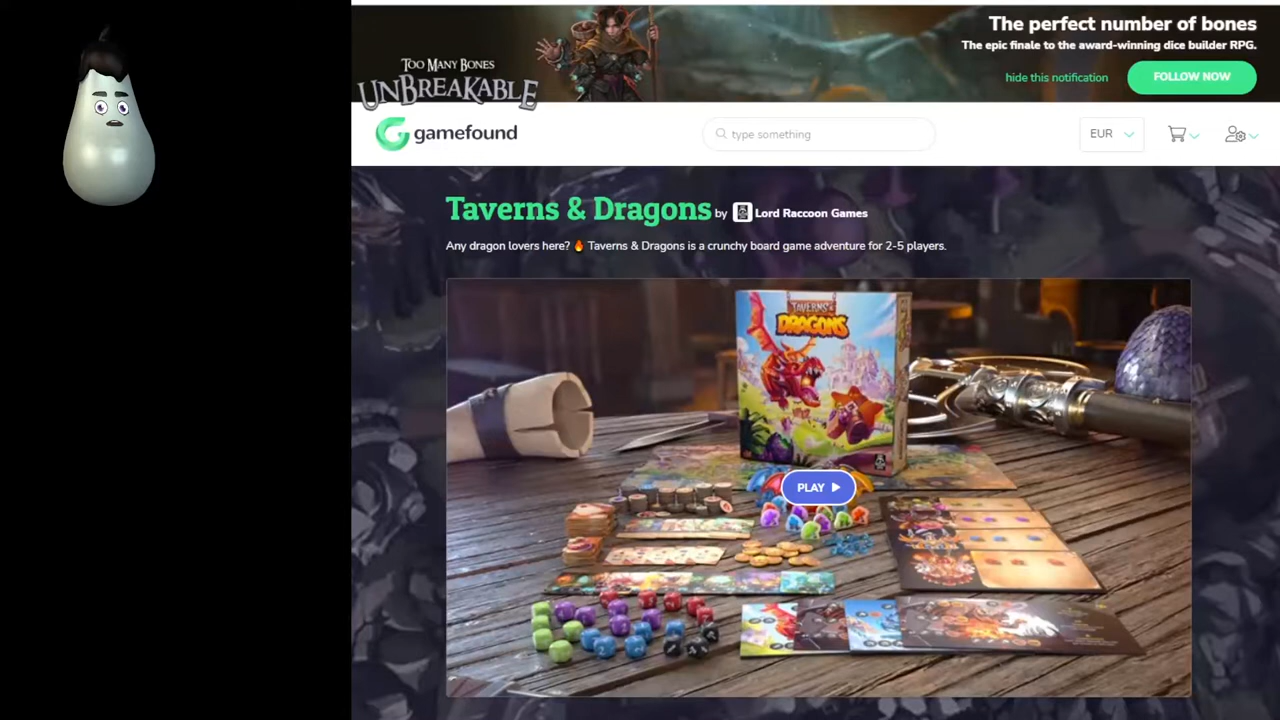 The perfect number of bones
The epic finale to the award-winning dice builder RPG.
TOO MANY BONES
UNBREAKABLE
hide this notification
FOLLOW NOW
gamefound
type something
EUR
Taverns & Dragons by Lord Raccoon Games
Any dragon lovers here? 🔥 Taverns & Dragons is a crunchy board game adventure for 2-5 players.
TAVERNS &
DRAGONS
PLAY